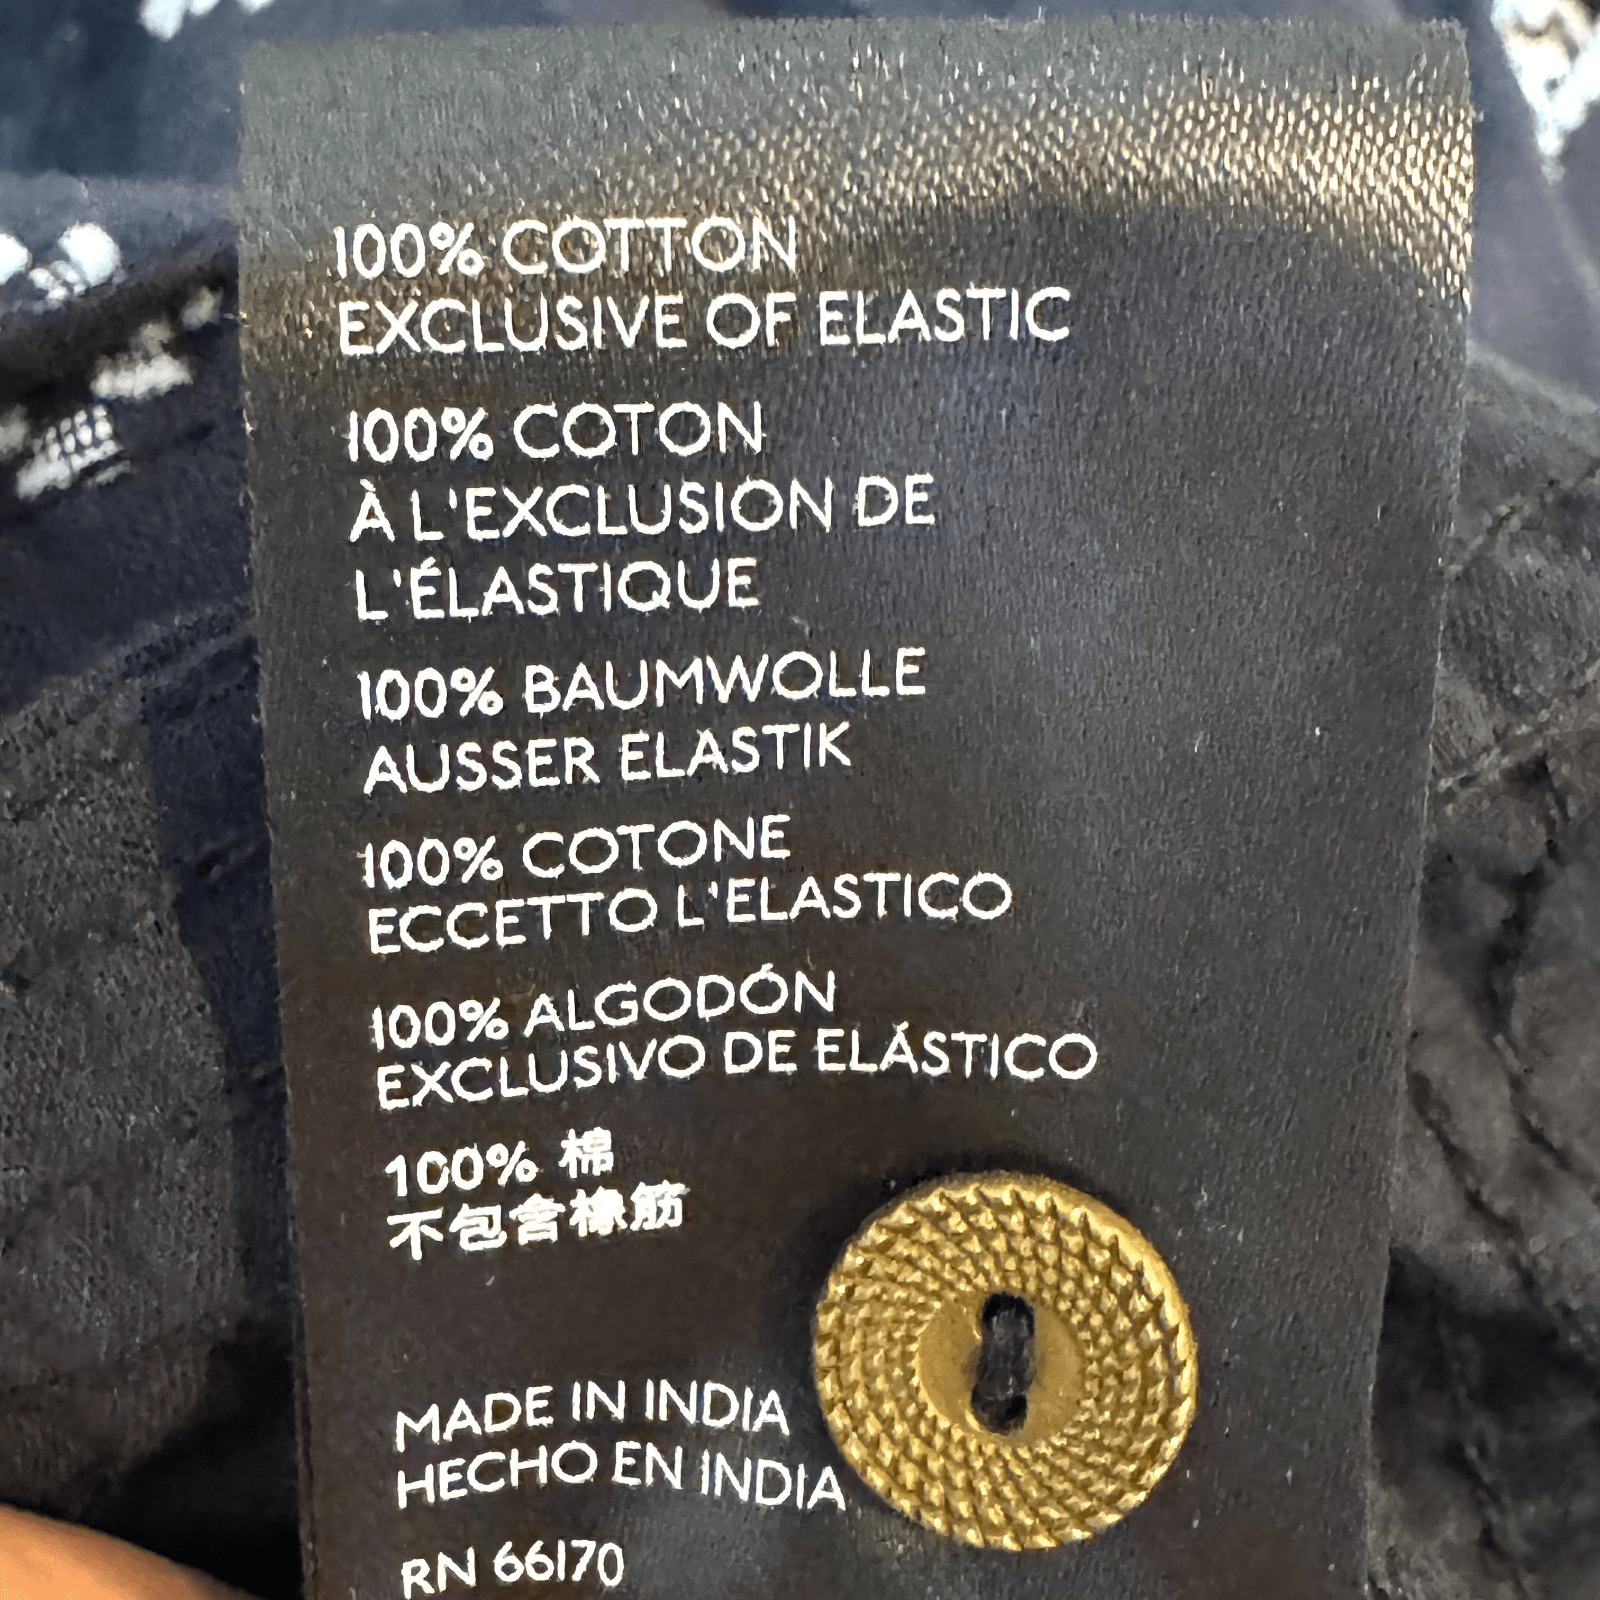 100% COTTON
EXCLUSIVE OF ELASTIC
100% COTON
À L'EXCLUSION DE
L'ÉLASTIQUE
100% BAUMWOLLE
AUSSER ELASTIK
100% COTONE
ECCETTO L'ELASTICO
100% ALGODÓN
EXCLUSIVO DE ELÁSTICO
100% 棉
不包含橡筋
MADE IN INDIA
HECHO EN INDIA
RN 66170